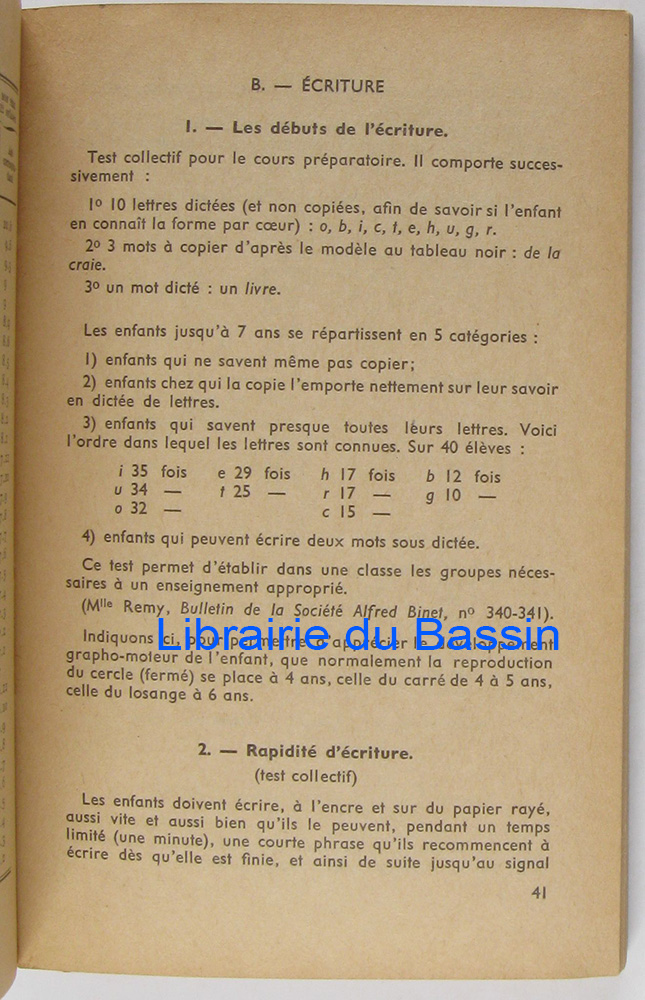 B. — ÉCRITURE
1. — Les débuts de l'écriture.
Test collectif pour le cours préparatoire. Il comporte succes-
sivement :
1º 10 lettres dictées (et non copiées, afin de savoir si l'enfant
en connaît la forme par cœur) : o, b, i, c, t, e, h, u, g, r.
2º 3 mots à copier d'après le modèle au tableau noir : de la
craie.
3º un mot dicté : un livre.
Les enfants jusqu'à 7 ans se répartissent en 5 catégories :
1) enfants qui ne savent même pas copier;
2) enfants chez qui la copie l'emporte nettement sur leur savoir
en dictée de lettres.
3) enfants qui savent presque toutes leurs lettres. Voici
l'ordre dans lequel les lettres sont connues. Sur 40 élèves :
i 35 fois e 29 fois h 17 fois b 12 fois
u 34 — t 25 — r 17 — g 10 —
o 32 — c 15 —
4) enfants qui peuvent écrire deux mots sous dictée.
Ce test permet d'établir dans une classe les groupes néces-
saires à un enseignement approprié.
(Mlle Remy, Bulletin de la Société Alfred Binet, nº 340-341).
Librairie du Bassin
Indiquons ici, pour permettre d'apprécier le développement
grapho-moteur de l'enfant, que normalement la reproduction
du cercle (fermé) se place à 4 ans, celle du carré de 4 à 5 ans,
celle du losange à 6 ans.
2. — Rapidité d'écriture.
(test collectif)
Les enfants doivent écrire, à l'encre et sur du papier rayé,
aussi vite et aussi bien qu'ils le peuvent, pendant un temps
limité (une minute), une courte phrase qu'ils recommencent à
écrire dès qu'elle est finie, et ainsi de suite jusqu'au signal
41